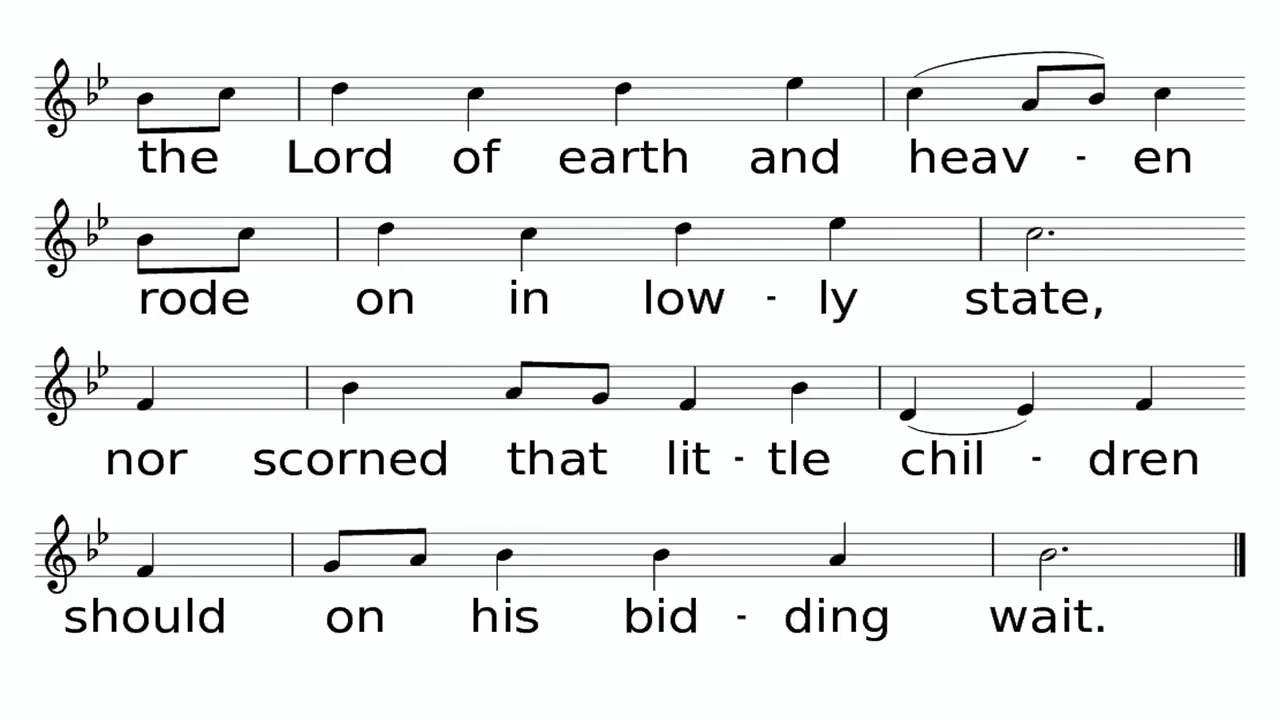 the Lord of earth and heav - en
rode on in low - ly state,
nor scorned that lit - tle chil - dren
should on his bid - ding wait.